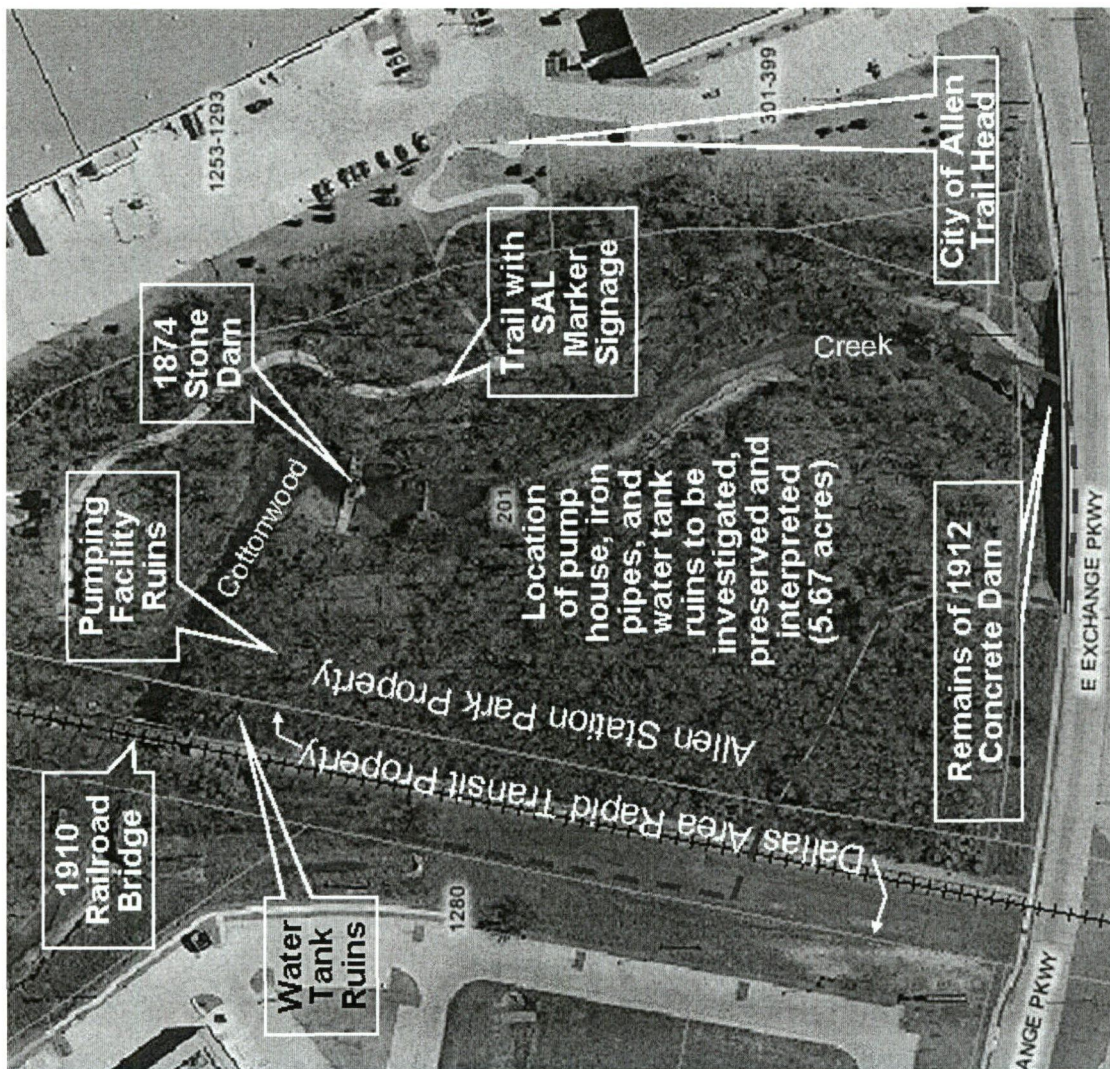 1253-1293
301-399
1874
Stone
Dam
Pumping
Facility
Ruins
1910
Railroad
Bridge
Water
Tank
Ruins
Trail with
SAL
Marker
Signage
City of Allen
Trail Head
Cottonwood
Creek
201
Location
of pump
house, iron
pipes, and
water tank
ruins to be
investigated,
preserved and
interpreted
(5.67 acres)
Allen Station Park Property
Dallas Area Rapid Transit Property
1280
Remains of 1912
Concrete Dam
E EXCHANGE PKWY
ANGE PKWY